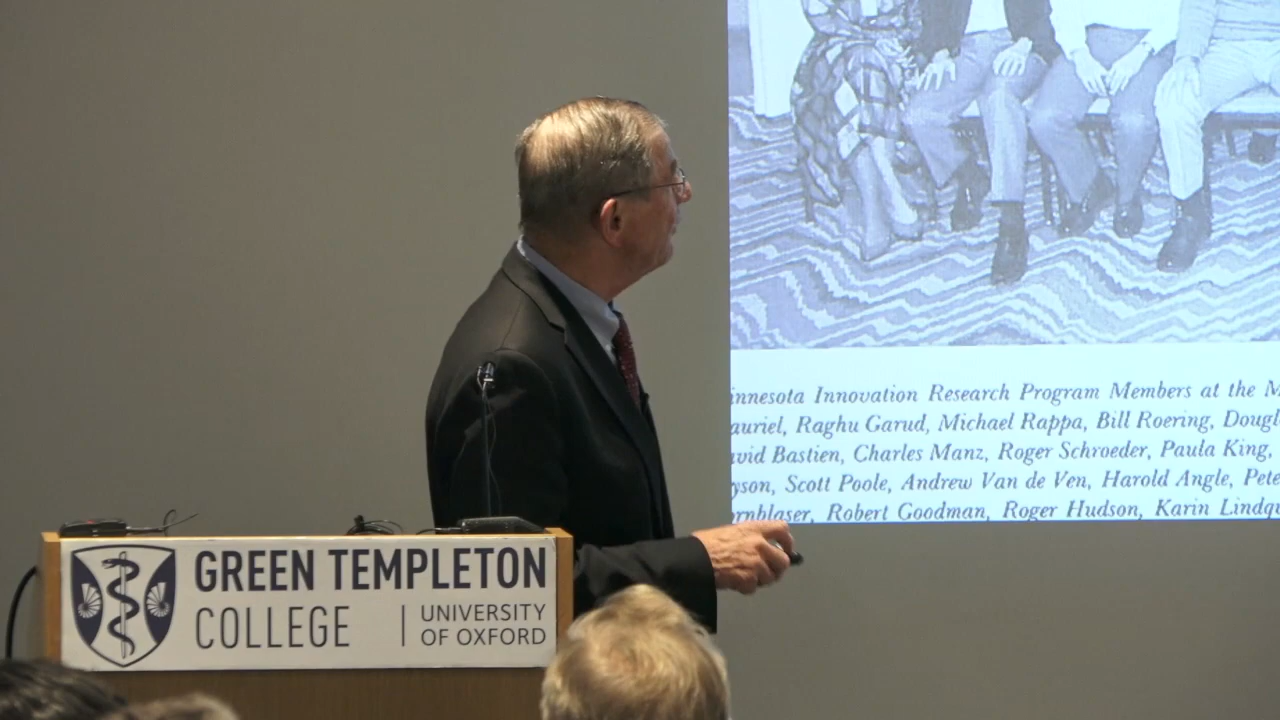 innesota Innovation Research Program Members at the M
auriel, Raghu Garud, Michael Rappa, Bill Roering, Dougl
avid Bastien, Charles Manz, Roger Schroeder, Paula King,
yson, Scott Poole, Andrew Van de Ven, Harold Angle, Pete
ornblaser, Robert Goodman, Roger Hudson, Karin Lindqu
GREEN TEMPLETON
COLLEGE
UNIVERSITY
OF OXFORD